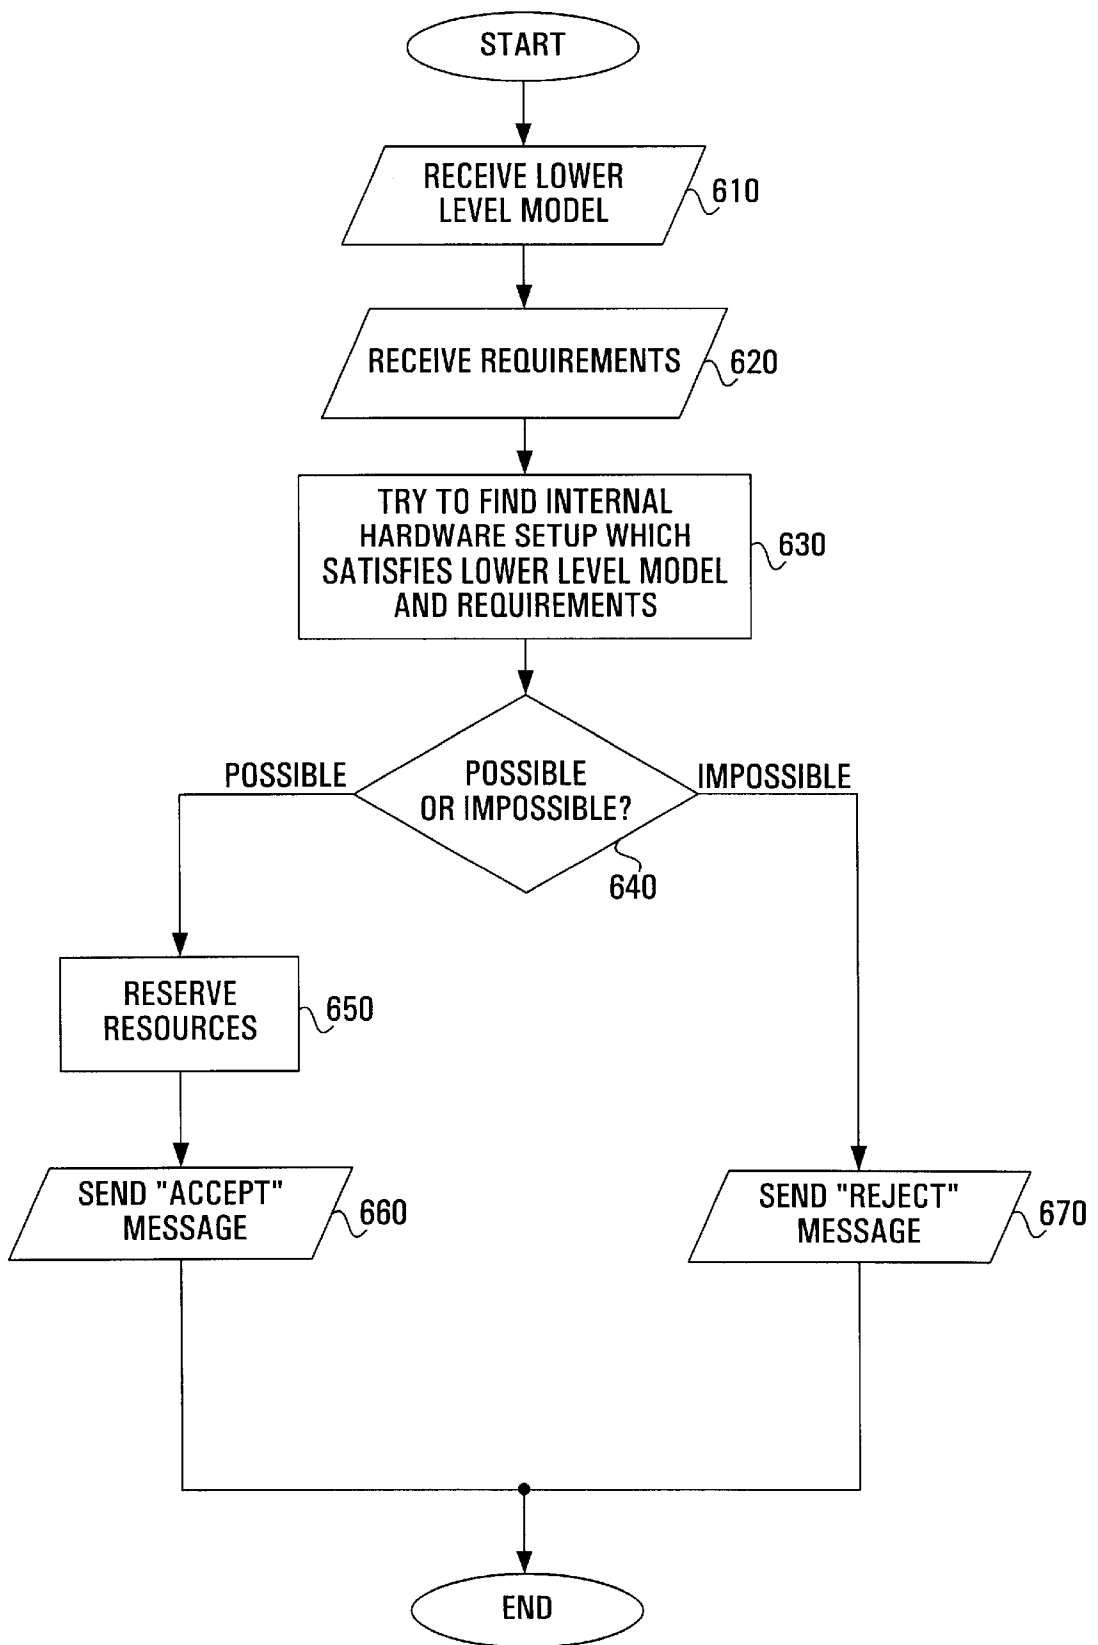 START
RECEIVE LOWER
LEVEL MODEL
610
RECEIVE REQUIREMENTS
620
TRY TO FIND INTERNAL
HARDWARE SETUP WHICH
SATISFIES LOWER LEVEL MODEL
AND REQUIREMENTS
630
POSSIBLE
POSSIBLE
OR IMPOSSIBLE?
IMPOSSIBLE
640
RESERVE
RESOURCES
650
SEND "ACCEPT"
MESSAGE
660
SEND "REJECT"
MESSAGE
670
END